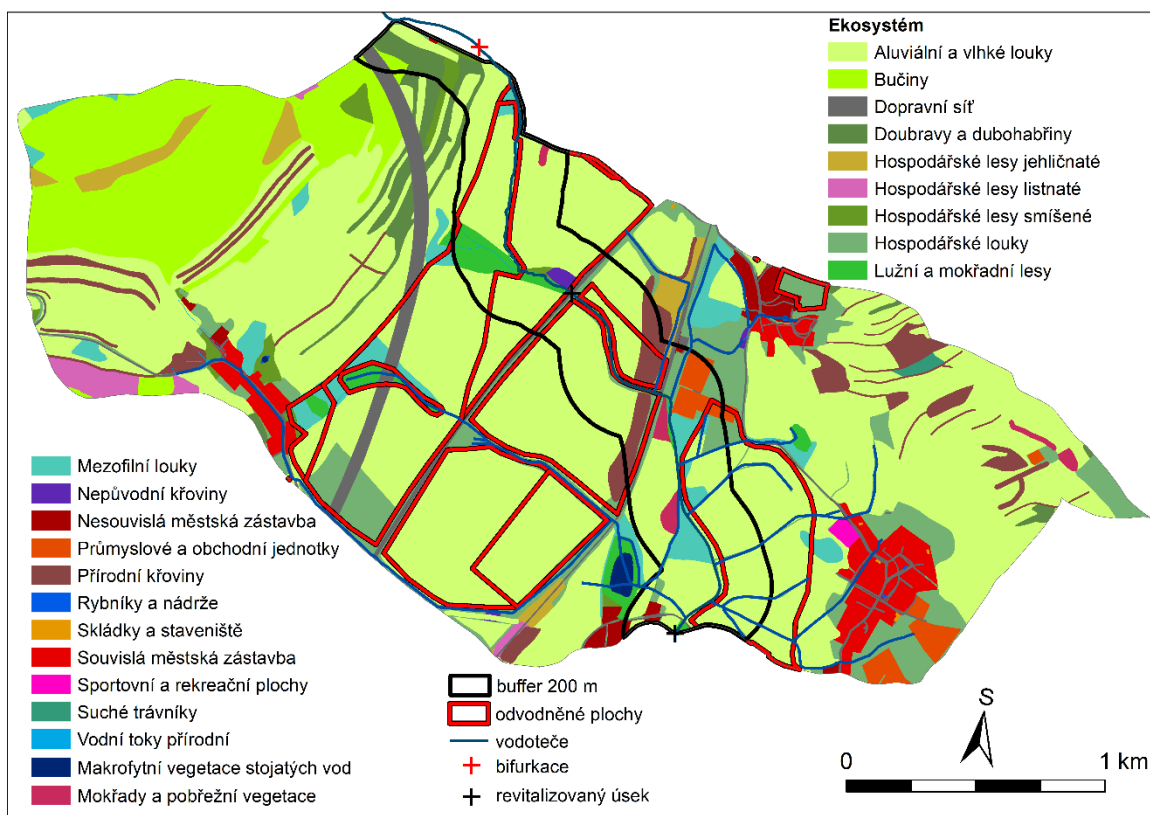 Ekosystém
Aluviální a vlhké louky
Bučiny
Dopravní síť
Doubravy a dubohabřiny
Hospodářské lesy jehličnaté
Hospodářské lesy listnaté
Hospodářské lesy smíšené
Hospodářské louky
Lužní a mokřadní lesy
Mezofilní louky
Nepůvodní křoviny
Nesouvislá městská zástavba
Průmyslové a obchodní jednotky
Přírodní křoviny
Rybníky a nádrže
Skládky a staveniště
Souvislá městská zástavba
Sportovní a rekreační plochy
Suché trávníky
Vodní toky přírodní
Makrofytní vegetace stojatých vod
Mokřady a pobřežní vegetace
buffer 200 m
odvodněné plochy
vodoteče
bifurkace
revitalizovaný úsek
S
0 1 km